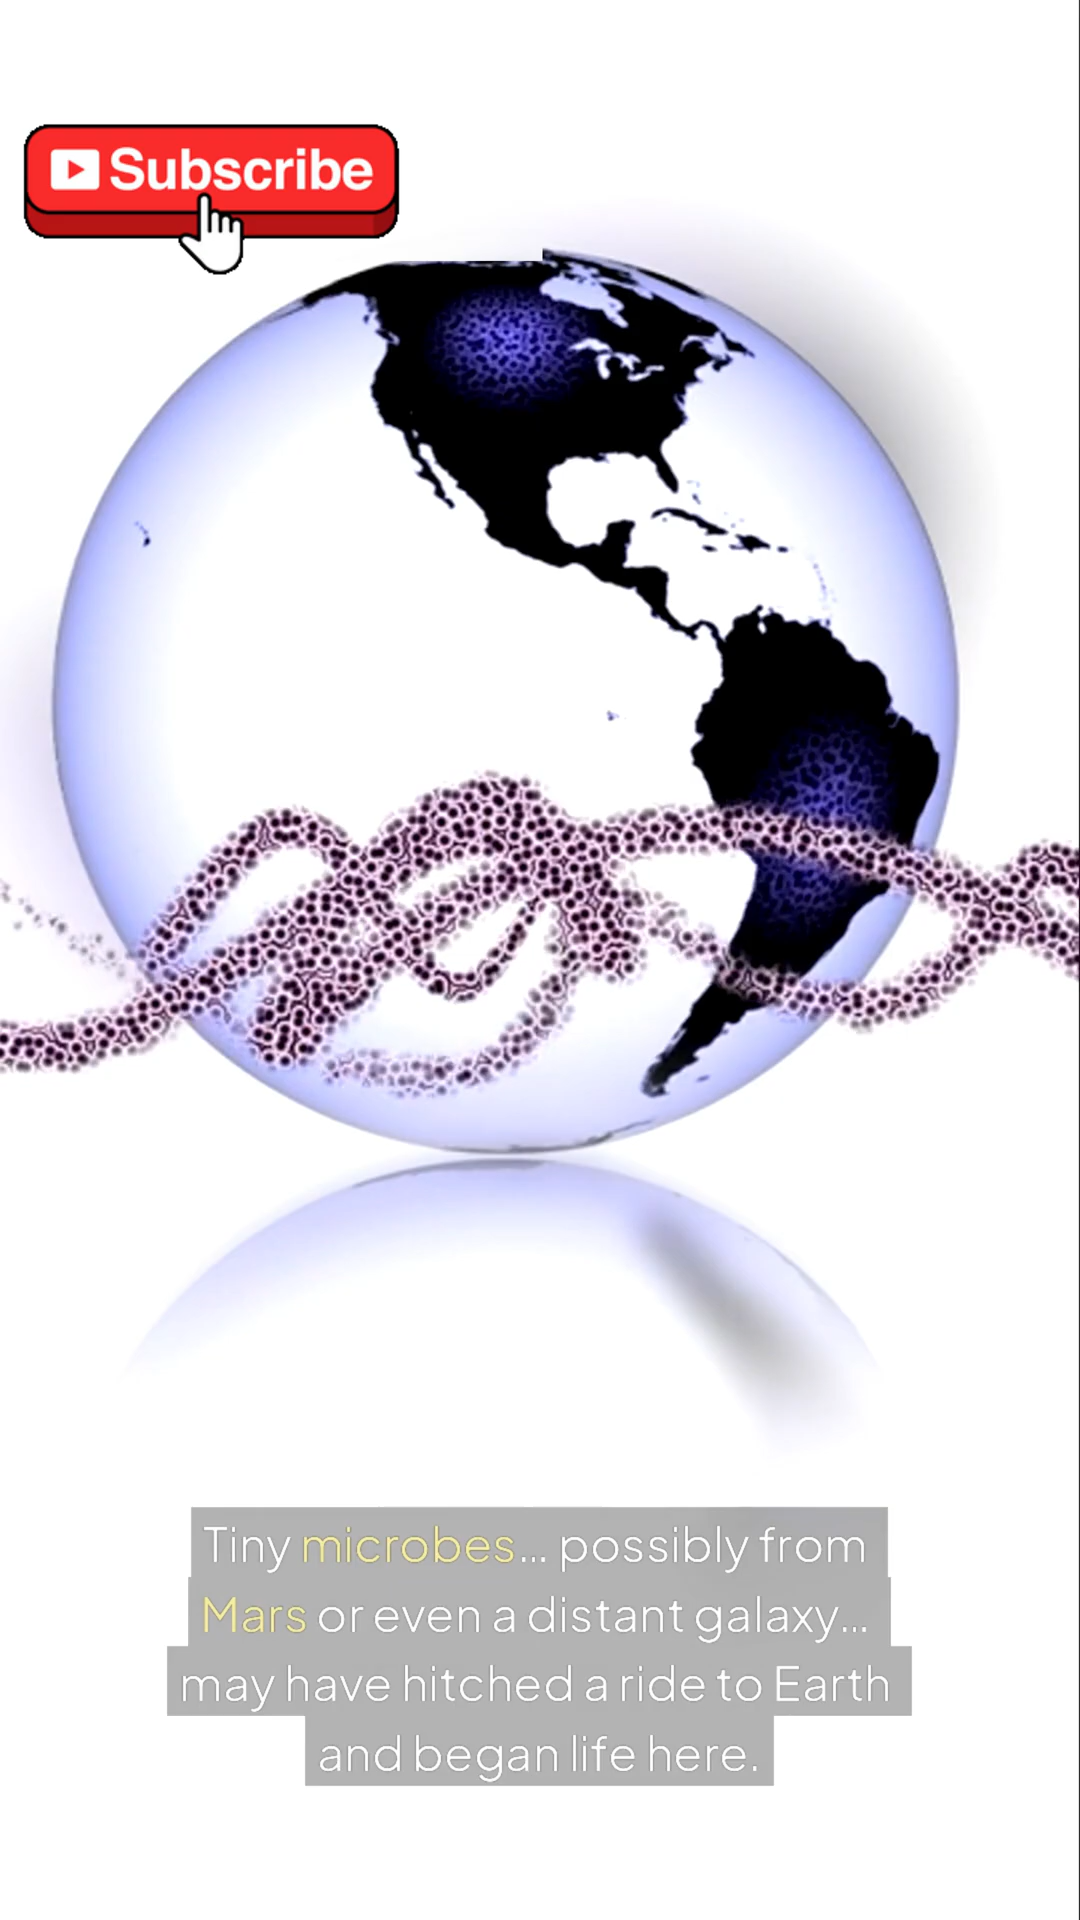 Subscribe
Tiny microbes... possibly from
Mars or even a distant galaxy...
may have hitched a ride to Earth
and began life here.